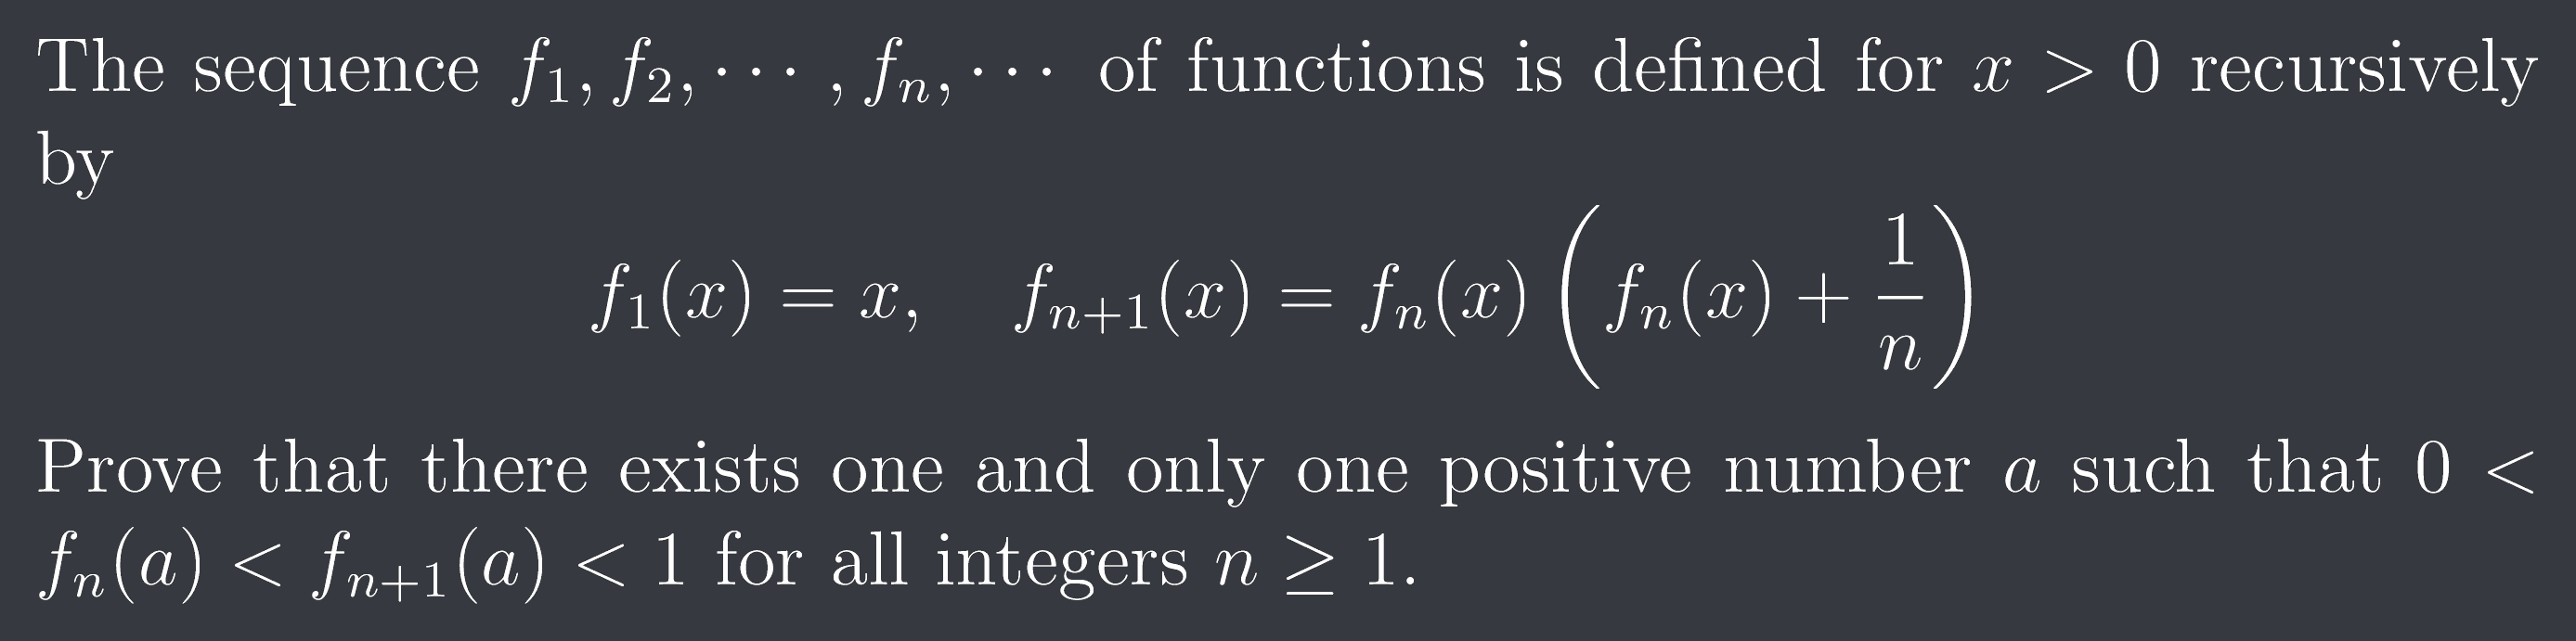 The sequence $f_1, f_2, \cdots, f_n, \cdots$ of functions is defined for $x > 0$ recursively
by
$$f_1(x) = x, \quad f_{n+1}(x) = f_n(x) \left( f_n(x) + \frac{1}{n} \right)$$
Prove that there exists one and only one positive number $a$ such that $0 <$
$f_n(a) < f_{n+1}(a) < 1$ for all integers $n \geq 1$.